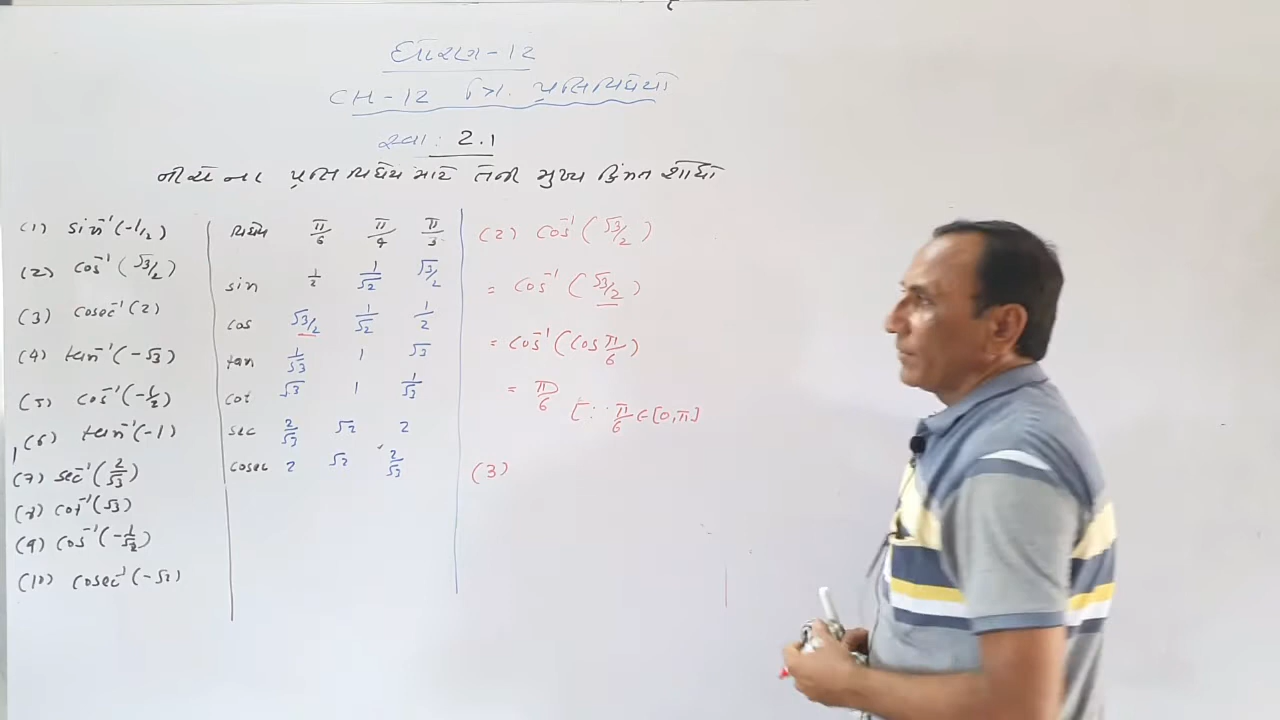 ધોરણ-12
CH-12 ત્રિ. પ્રતિવિધેયો
સ્વા: 2.1
નીચેના પ્રતિવિધેય માટે તેની મુખ્ય કિંમત શોધો
(1) sin⁻¹(-1/2)
(2) cos⁻¹(√3/2)
(3) cosec⁻¹(2)
(4) tan⁻¹(-√3)
(5) cos⁻¹(-1/2)
(6) tan⁻¹(-1)
(7) sec⁻¹(2/√3)
(8) cot⁻¹(√3)
(9) cos⁻¹(-1/√2)
(10) cosec⁻¹(-√2)
વિધેય π/6 π/4 π/3
sin 1/2 1/√2 √3/2
cos √3/2 1/√2 1/2
tan 1/√3 1 √3
cot √3 1 1/√3
sec 2/√3 √2 2
cosec 2 √2 2/√3
(2) cos⁻¹(√3/2)
= cos⁻¹(√3/2)
= cos⁻¹(cos π/6)
= π/6 [∵ π/6 ∈ [0,π]
(3)